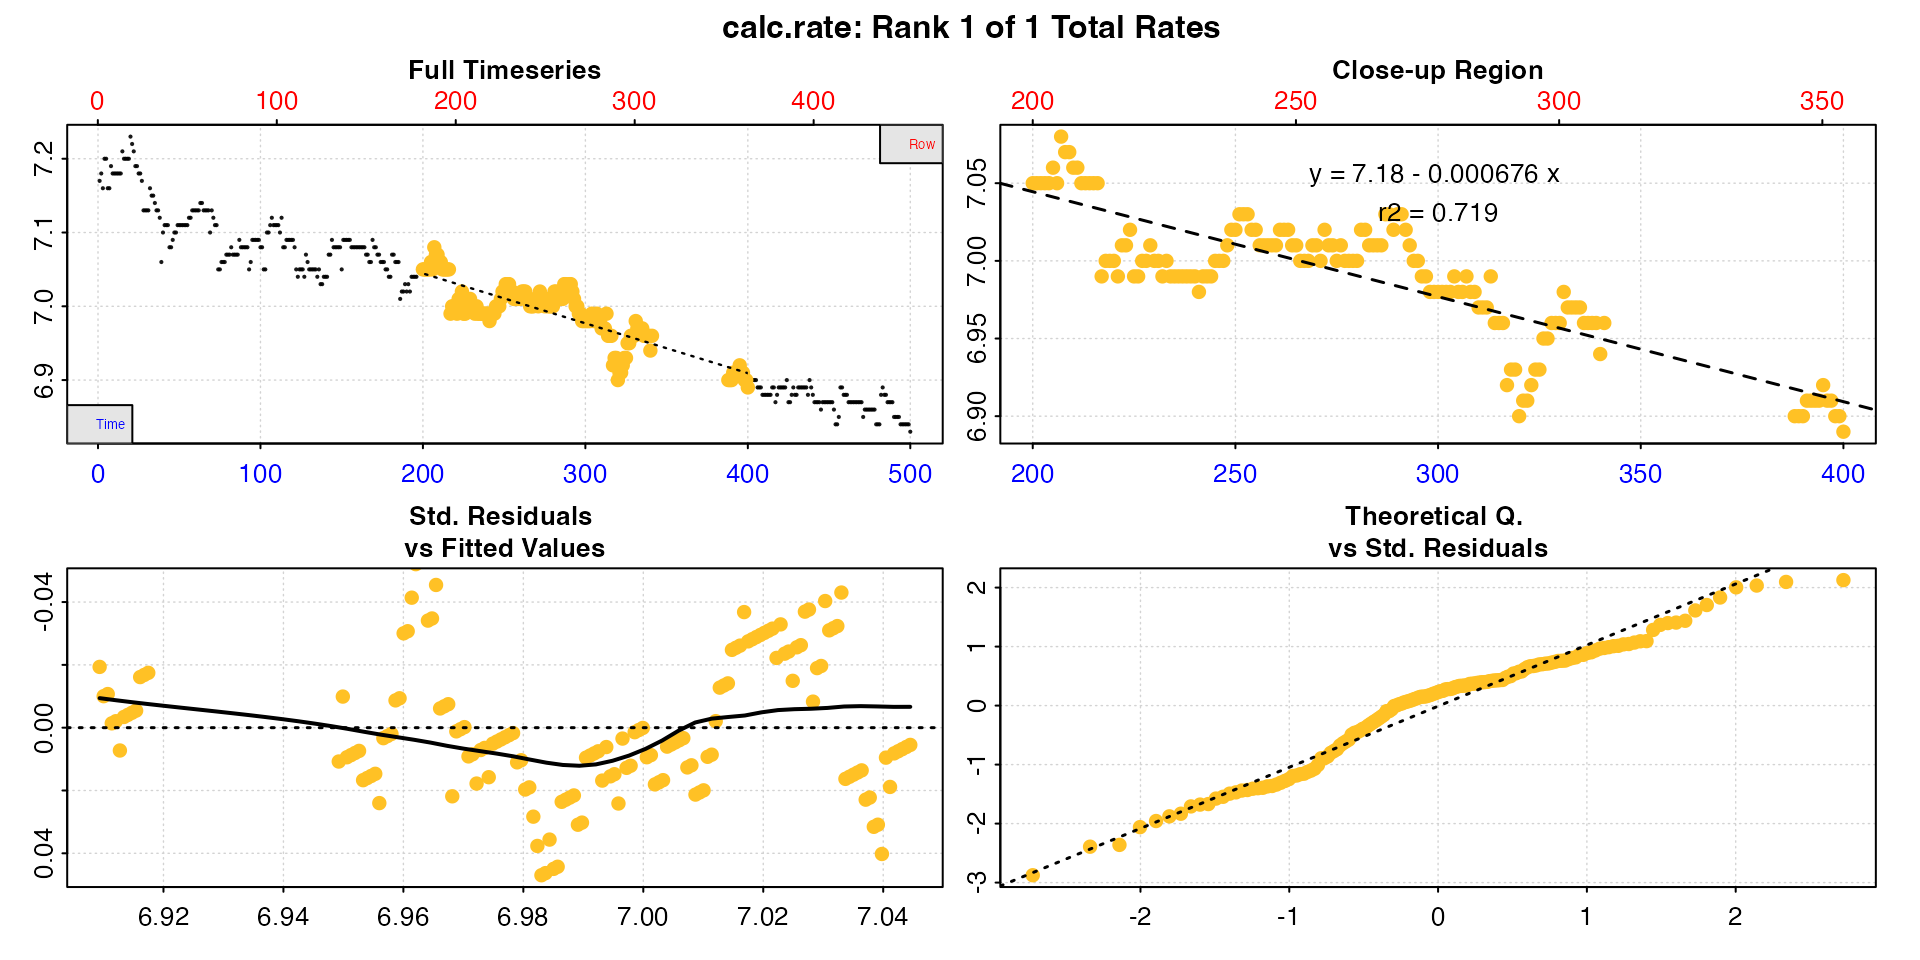 calc.rate: Rank 1 of 1 Total Rates
Full Timeseries
0 100 200 300 400
Row
7.2
7.1
7.0
6.9
Time
0 100 200 300 400 500
Close-up Region
200 250 300 350
y = 7.18 - 0.000676 x
r2 = 0.719
7.05
7.00
6.95
6.90
200 250 300 350 400
Std. Residuals
vs Fitted Values
-0.04
0.00
0.04
6.92 6.94 6.96 6.98 7.00 7.02 7.04
Theoretical Q.
vs Std. Residuals
2
1
0
-1
-2
-3
-2 -1 0 1 2